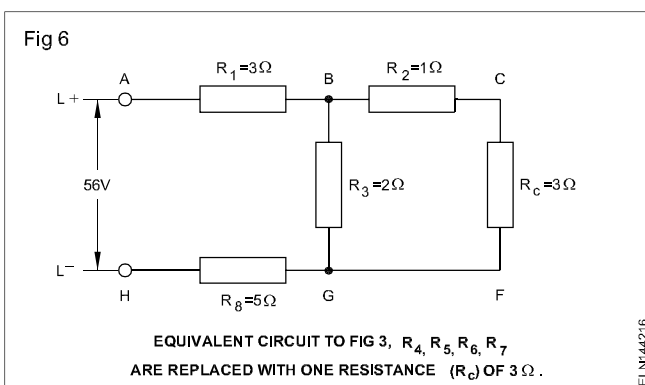 Fig 6
A
R1=3Ω
B
R2=1Ω
C
L+
56V
R3=2Ω
Rc=3Ω
L-
H
R8=5Ω
G
F
EQUIVALENT CIRCUIT TO FIG 3, R4, R5, R6, R7
ARE REPLACED WITH ONE RESISTANCE (Rc) OF 3Ω.
ELN144216